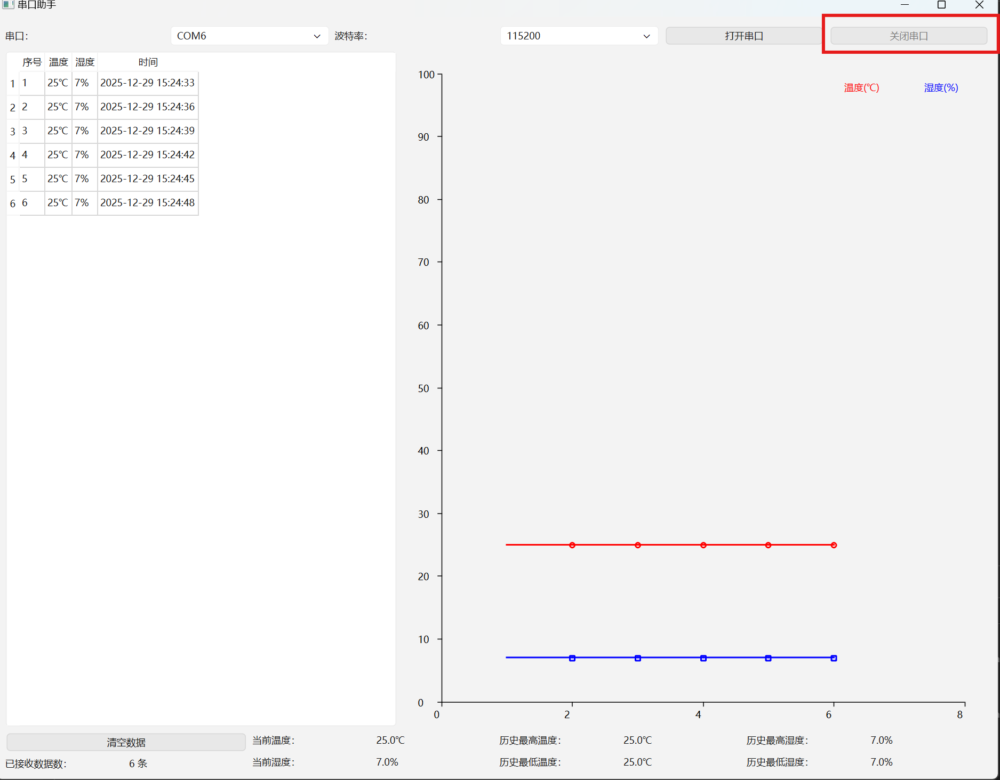 串口助手
串口: COM6 波特率: 115200 打开串口 关闭串口
序号 温度 湿度 时间
1 1 25℃ 7% 2025-12-29 15:24:33
2 2 25℃ 7% 2025-12-29 15:24:36
3 3 25℃ 7% 2025-12-29 15:24:39
4 4 25℃ 7% 2025-12-29 15:24:42
5 5 25℃ 7% 2025-12-29 15:24:45
6 6 25℃ 7% 2025-12-29 15:24:48
温度(℃) 湿度(%)
100
90
80
70
60
50
40
30
20
10
0
0 2 4 6 8
清空数据 当前温度: 25.0℃ 历史最高温度: 25.0℃ 历史最高湿度: 7.0%
已接收数据数: 6 条 当前湿度: 7.0% 历史最低温度: 25.0℃ 历史最低湿度: 7.0%